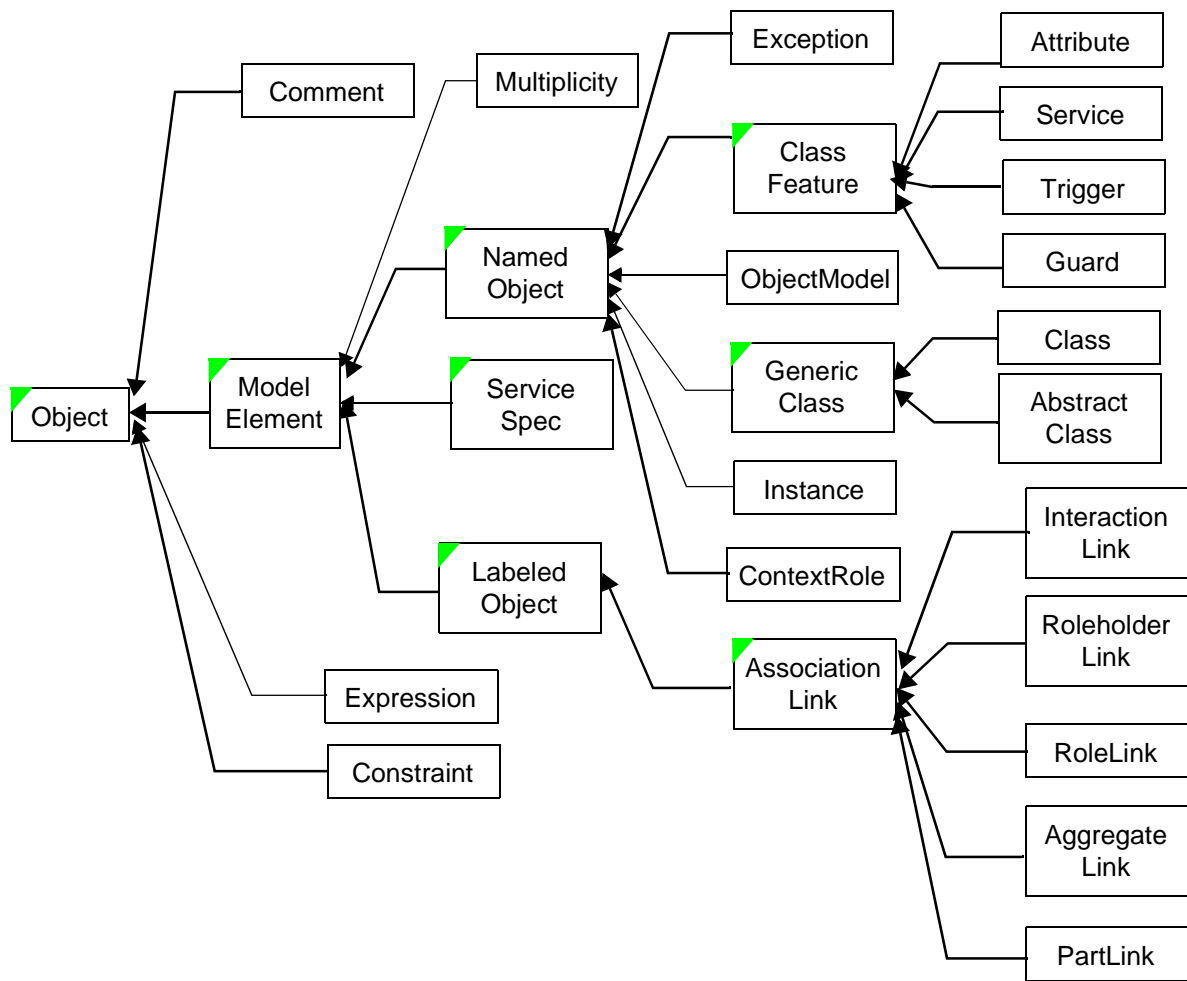 Exception
Attribute
Comment
Multiplicity
Service
Class
Feature
Trigger
Named
Object
Guard
ObjectModel
Class
Model
Element
Service
Spec
Generic
Class
Object
Abstract
Class
Instance
Interaction
Link
Labeled
Object
ContextRole
Roleholder
Link
Association
Link
Expression
RoleLink
Constraint
Aggregate
Link
PartLink